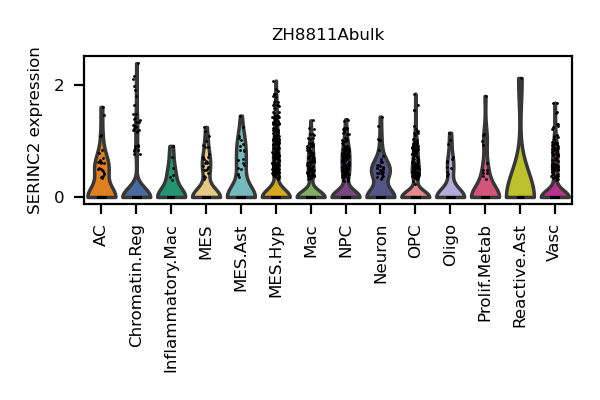 ZH8811Abulk
SERINC2 expression
2
0
AC
Chromatin.Reg
Inflammatory.Mac
MES
MES.Ast
MES.Hyp
Mac
NPC
Neuron
OPC
Oligo
Prolif.Metab
Reactive.Ast
Vasc